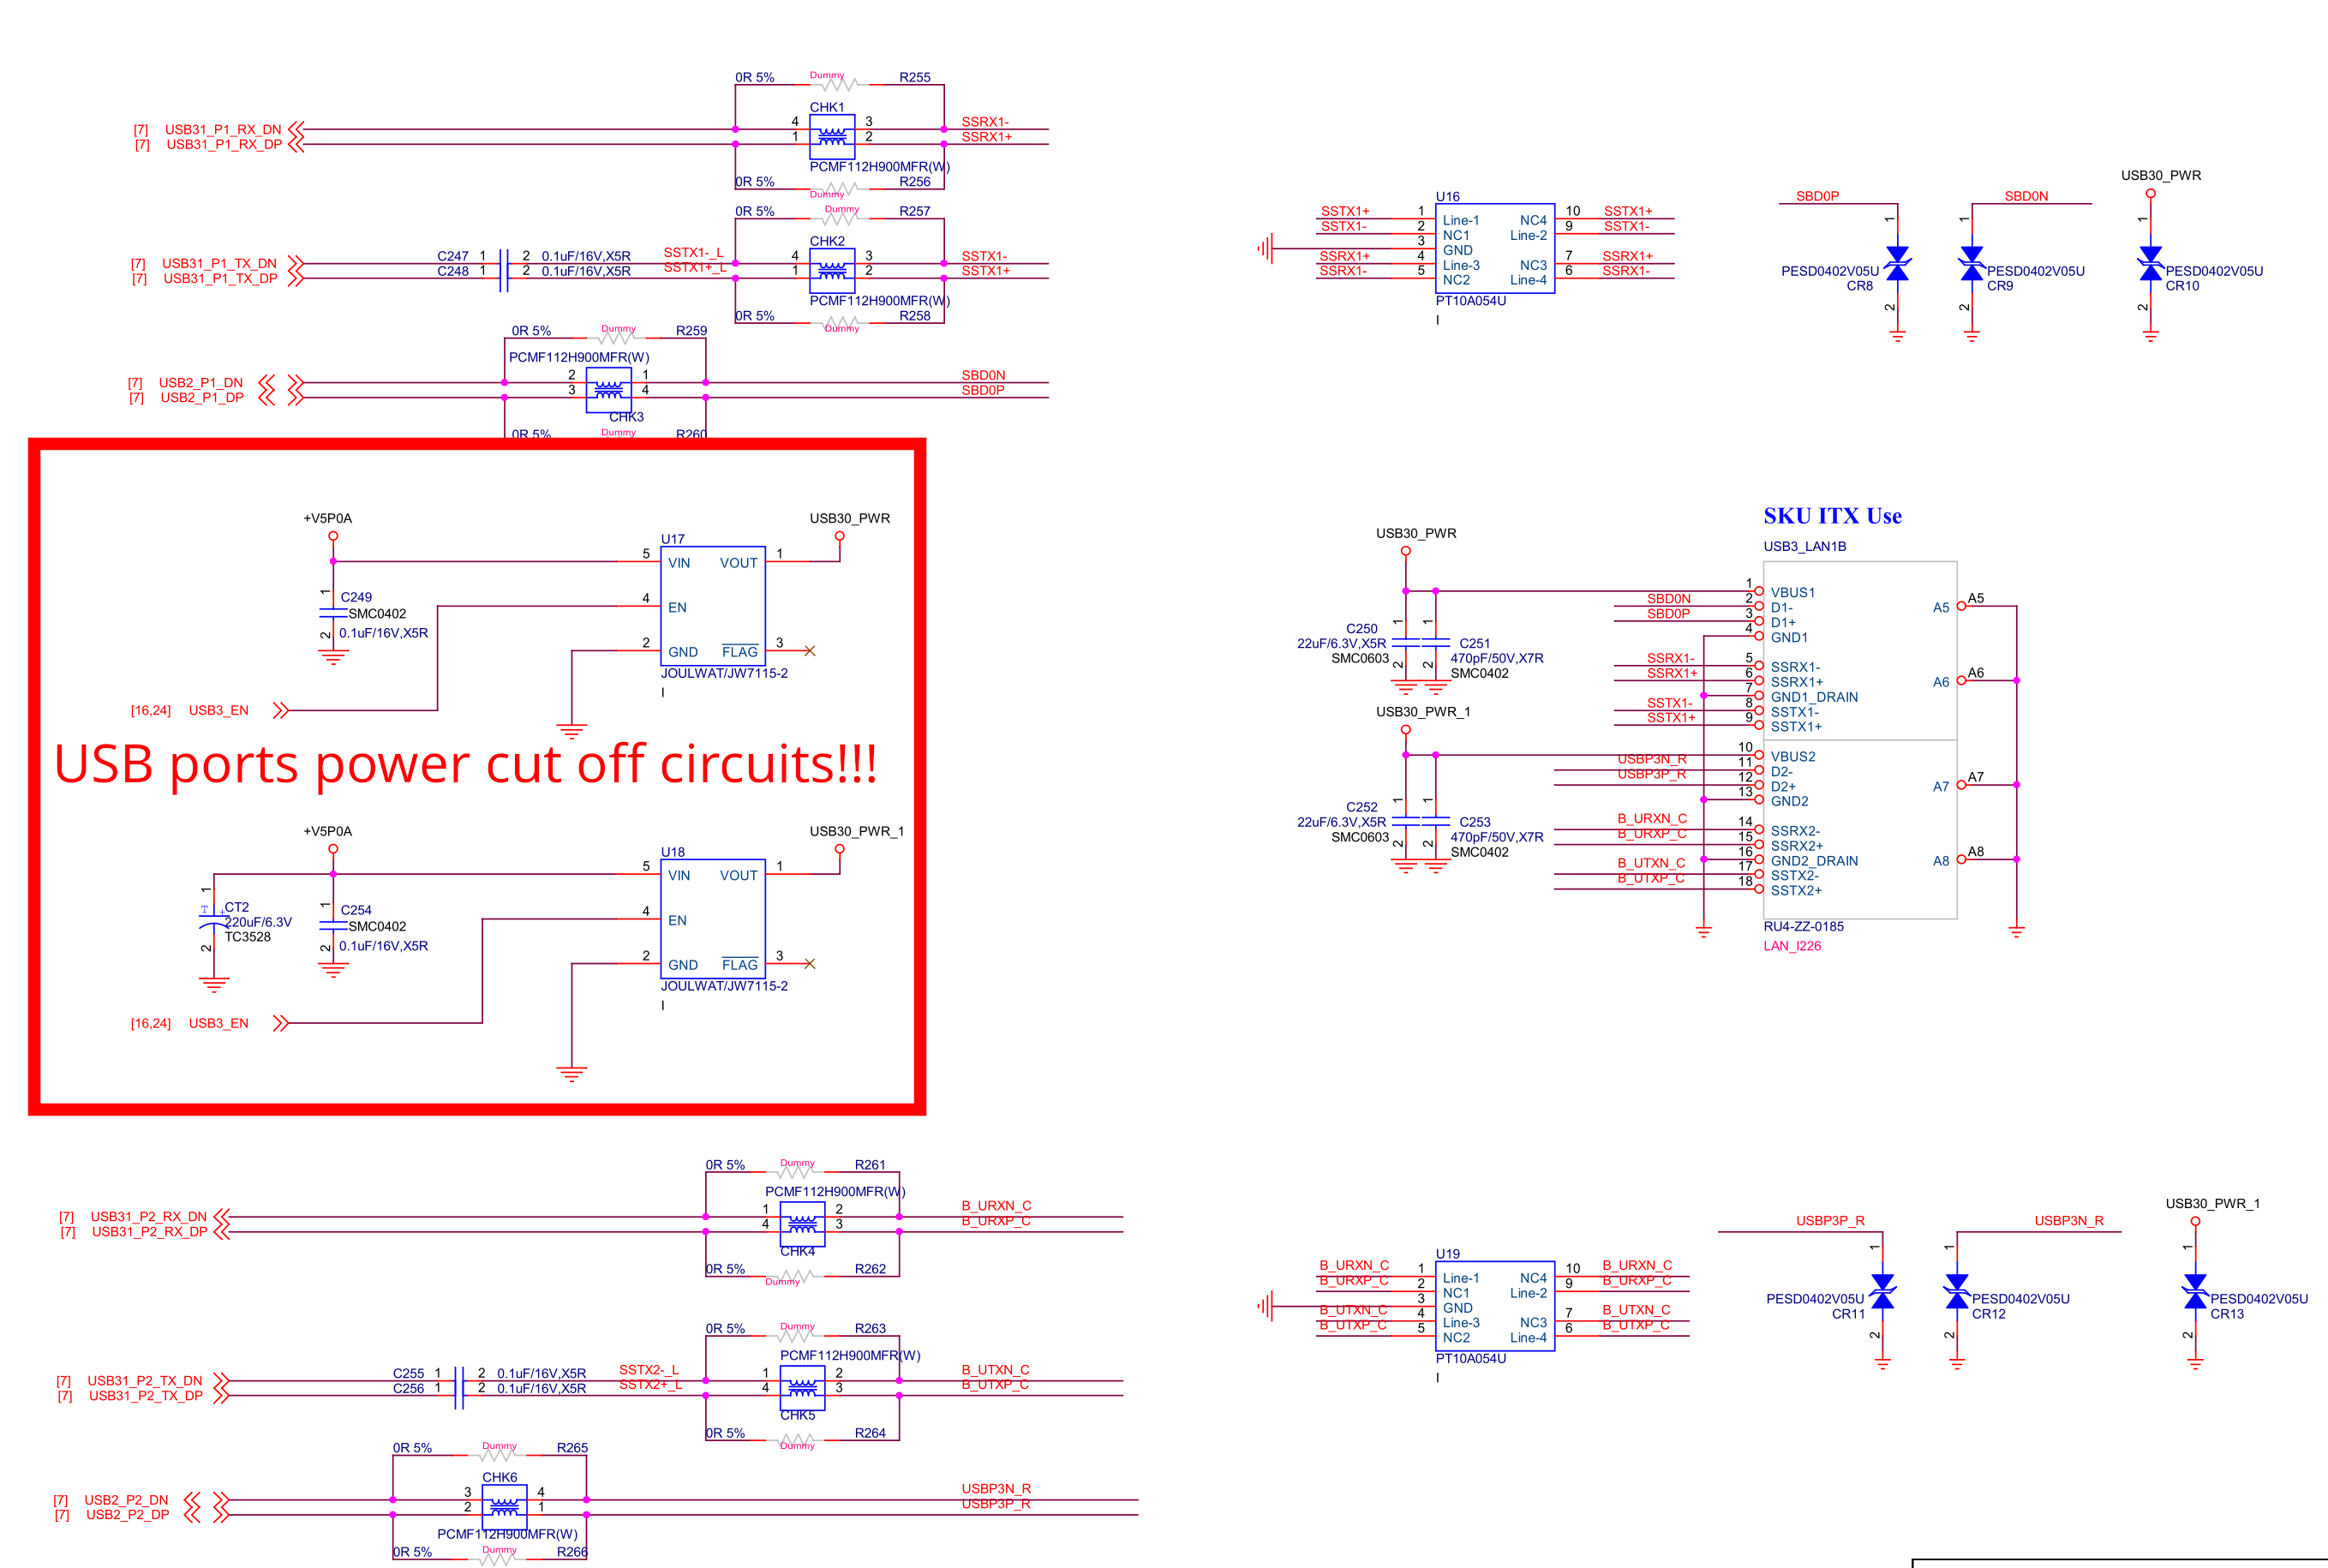 0R 5% Dummy R255
CHK1
[7] USB31_P1_RX_DN 4 3 SSRX1-
[7] USB31_P1_RX_DP 1 2 SSRX1+
PCMF112H900MFR(W)
0R 5% Dummy R256
0R 5% Dummy R257
CHK2
[7] USB31_P1_TX_DN C247 1 2 0.1uF/16V,X5R SSTX1-_L 4 3 SSTX1-
[7] USB31_P1_TX_DP C248 1 2 0.1uF/16V,X5R SSTX1+_L 1 2 SSTX1+
PCMF112H900MFR(W)
0R 5% Dummy R258
0R 5% Dummy R259
PCMF112H900MFR(W)
[7] USB2_P1_DN 2 1 SBD0N
[7] USB2_P1_DP 3 4 SBD0P
CHK3
0R 5% Dummy R260
U16
SSTX1+ 1 Line-1 NC4 10 SSTX1+
SSTX1- 2 NC1 Line-2 9 SSTX1-
3 GND
SSRX1+ 4 Line-3 NC3 7 SSRX1+
SSRX1- 5 NC2 Line-4 6 SSRX1-
PT10A054U
I
SBD0P
1
PESD0402V05U
CR8
2
SBD0N
1
PESD0402V05U
CR9
2
USB30_PWR
1
PESD0402V05U
CR10
2
+V5P0A
USB30_PWR
U17
5 VIN VOUT 1
1
C249
SMC0402
2 0.1uF/16V,X5R
4 EN
2 GND FLAG 3
JOULWAT/JW7115-2
I
[16,24] USB3_EN
USB ports power cut off circuits!!!
+V5P0A
USB30_PWR_1
U18
5 VIN VOUT 1
1
CT2
T +
220uF/6.3V
TC3528
2
1
C254
SMC0402
2 0.1uF/16V,X5R
4 EN
2 GND FLAG 3
JOULWAT/JW7115-2
I
[16,24] USB3_EN
SKU ITX Use
USB3_LAN1B
USB30_PWR
1
C250
22uF/6.3V,X5R
SMC0603
2
1
C251
470pF/50V,X7R
SMC0402
2
USB30_PWR_1
1
C252
22uF/6.3V,X5R
SMC0603
2
1
C253
470pF/50V,X7R
SMC0402
2
1 VBUS1
SBD0N 2 D1- A5 A5
SBD0P 3 D1+
4 GND1
SSRX1- 5 SSRX1-
SSRX1+ 6 SSRX1+ A6 A6
7 GND1_DRAIN
SSTX1- 8 SSTX1-
SSTX1+ 9 SSTX1+
10 VBUS2
USBP3N_R 11 D2-
USBP3P_R 12 D2+ A7 A7
13 GND2
B_URXN_C 14 SSRX2-
B_URXP_C 15 SSRX2+
16 GND2_DRAIN A8 A8
B_UTXN_C 17 SSTX2-
B_UTXP_C 18 SSTX2+
RU4-ZZ-0185
LAN_I226
0R 5% Dummy R261
PCMF112H900MFR(W)
[7] USB31_P2_RX_DN 1 2 B_URXN_C
[7] USB31_P2_RX_DP 4 3 B_URXP_C
CHK4
0R 5% Dummy R262
0R 5% Dummy R263
PCMF112H900MFR(W)
[7] USB31_P2_TX_DN C255 1 2 0.1uF/16V,X5R SSTX2-_L 1 2 B_UTXN_C
[7] USB31_P2_TX_DP C256 1 2 0.1uF/16V,X5R SSTX2+_L 4 3 B_UTXP_C
CHK5
0R 5% Dummy R264
0R 5% Dummy R265
CHK6
[7] USB2_P2_DN 3 4 USBP3N_R
[7] USB2_P2_DP 2 1 USBP3P_R
PCMF112H900MFR(W)
0R 5% Dummy R266
U19
B_URXN_C 1 Line-1 NC4 10 B_URXN_C
B_URXP_C 2 NC1 Line-2 9 B_URXP_C
3 GND
B_UTXN_C 4 Line-3 NC3 7 B_UTXN_C
B_UTXP_C 5 NC2 Line-4 6 B_UTXP_C
PT10A054U
I
USBP3P_R
1
PESD0402V05U
CR11
2
USBP3N_R
1
PESD0402V05U
CR12
2
USB30_PWR_1
1
PESD0402V05U
CR13
2